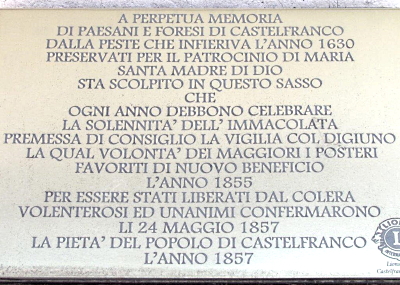 A PERPETUA MEMORIA
DI PAESANI E FORESI DI CASTELFRANCO
DALLA PESTE CHE INFIERIVA L'ANNO 1630
PRESERVATI PER IL PATROCINIO DI MARIA
SANTA MADRE DI DIO
STA SCOLPITO IN QUESTO SASSO
CHE
OGNI ANNO DEBBONO CELEBRARE
LA SOLENNITA' DELL' IMMACOLATA
PREMESSA DI CONSIGLIO LA VIGILIA COL DIGIUNO
LA QUAL VOLONTA' DEI MAGGIORI I POSTERI
FAVORITI DI NUOVO BENEFICIO
L'ANNO 1855
PER ESSERE STATI LIBERATI DAL COLERA
VOLENTEROSI ED UNANIMI CONFERMARONO
LI 24 MAGGIO 1857
LA PIETA' DEL POPOLO DI CASTELFRANCO
L'ANNO 1857